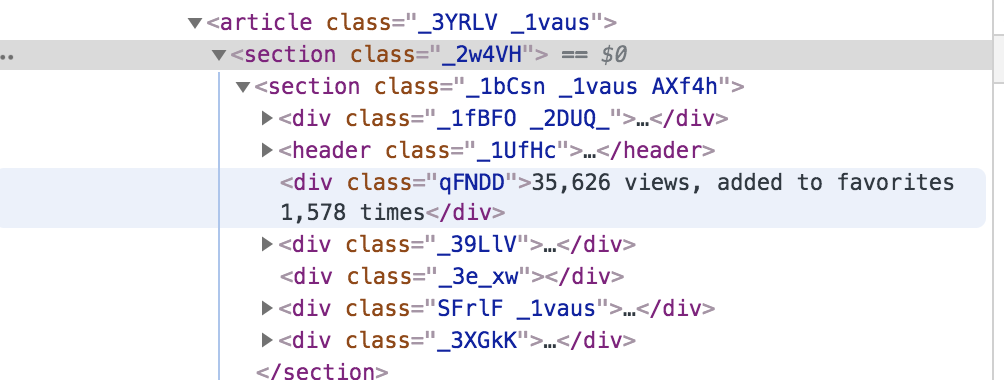 ▼<article class="_3YRLV _1vaus">
▼<section class="_2w4VH"> == $0
▼<section class="_1bCsn _1vaus AXf4h">
▶<div class="_1fBFO _2DUQ_">…</div>
▶<header class="_1UfHc">…</header>
<div class="qFNDD">35,626 views, added to favorites
1,578 times</div>
▶<div class="_39LlV">…</div>
<div class="_3e_xw"></div>
▶<div class="SFrlF _1vaus">…</div>
▶<div class="_3XGkK">…</div>
</section>